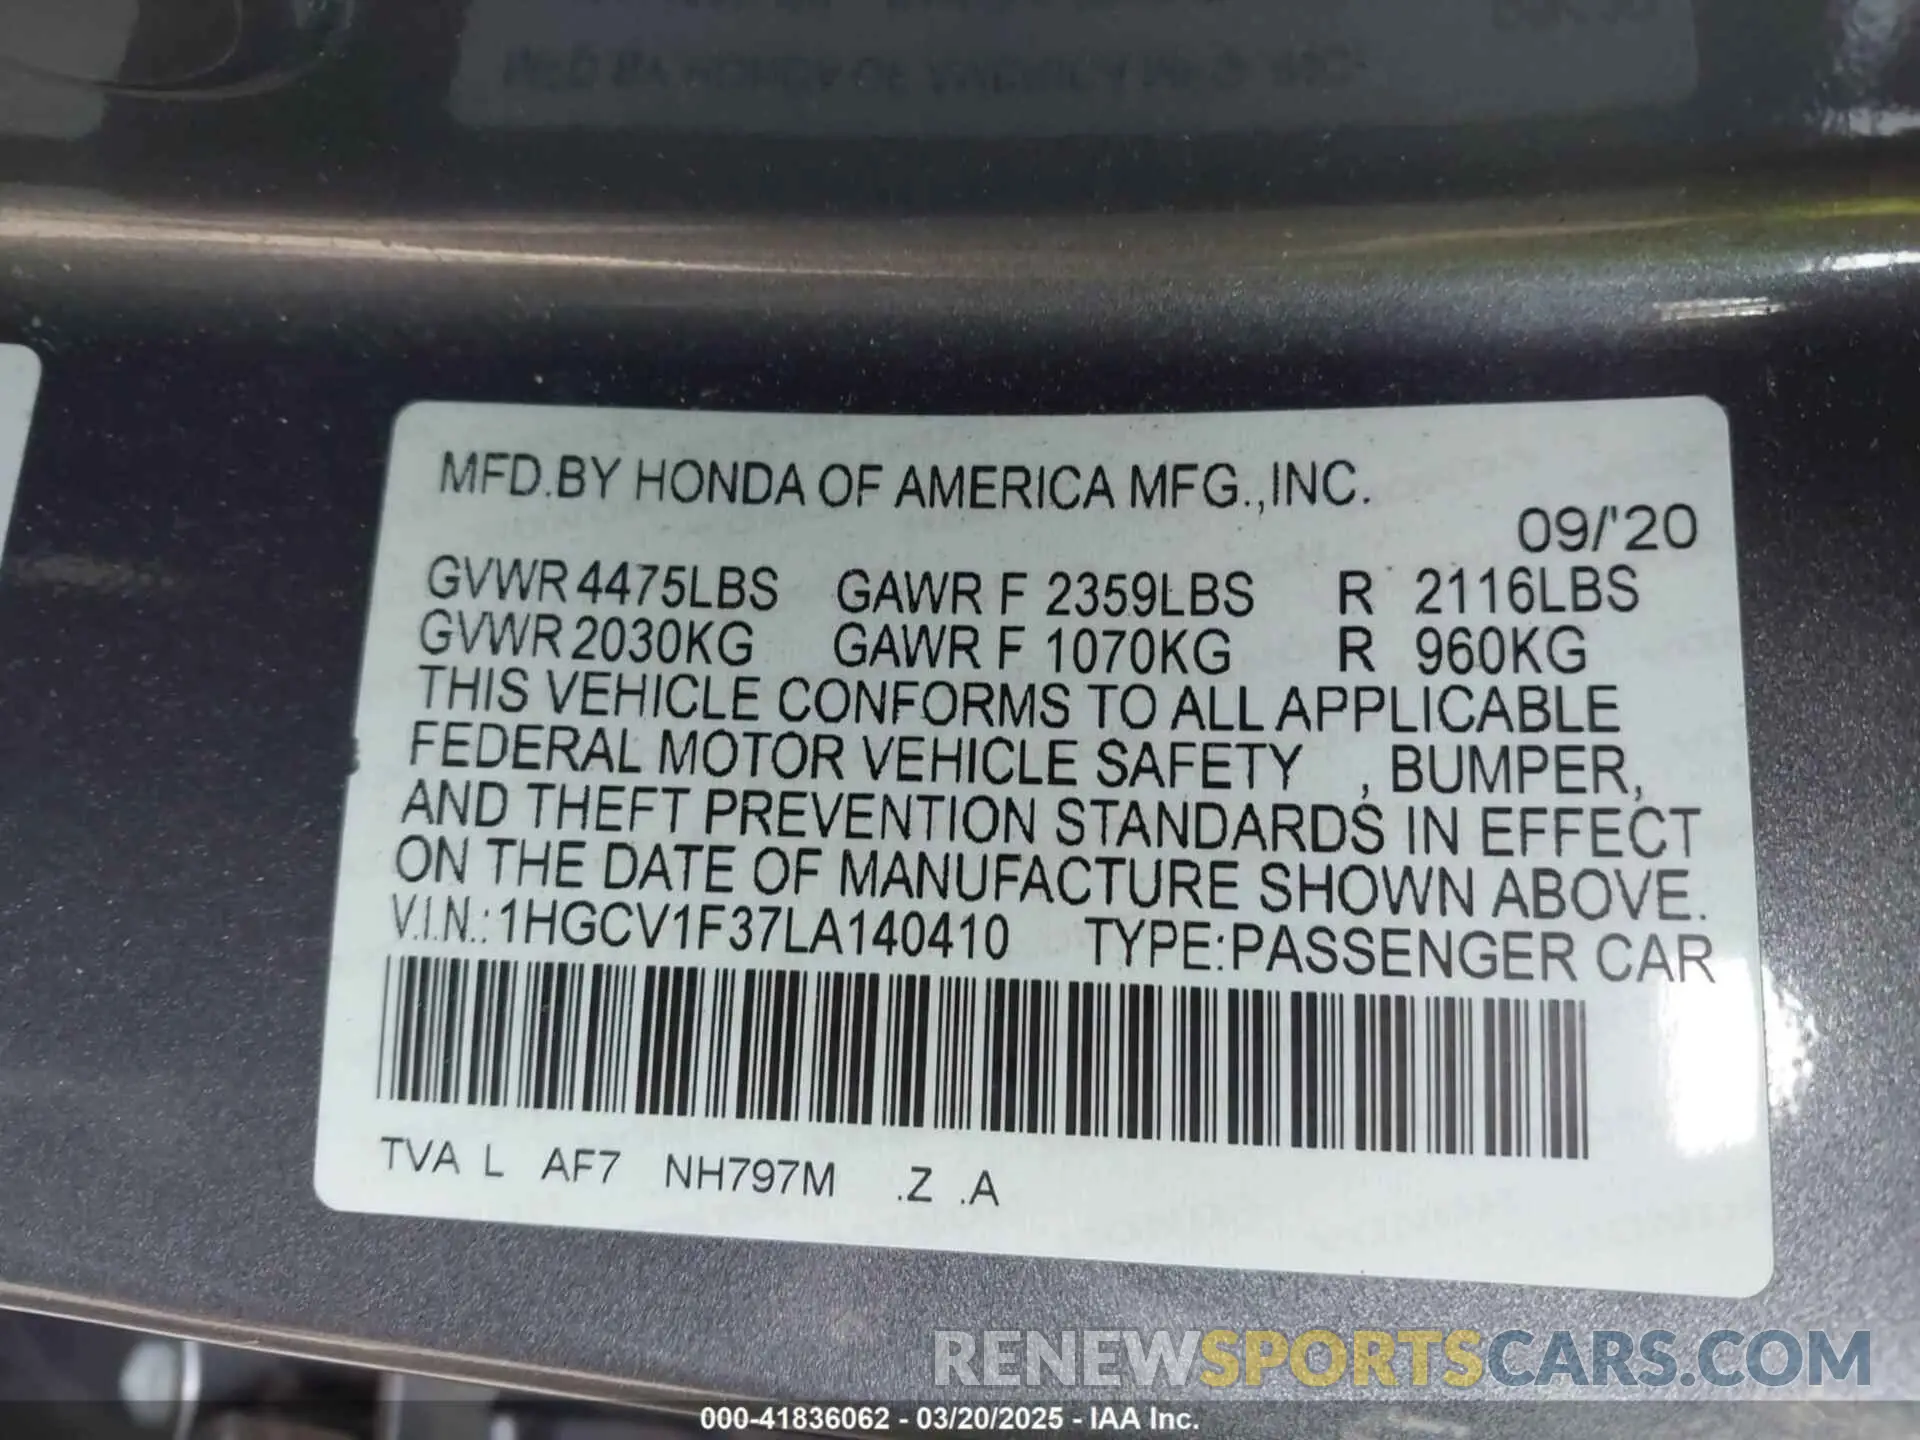 MFD.BY HONDA OF AMERICA MFG.,INC.
09/'20
GVWR 4475LBS GAWR F 2359LBS R 2116LBS
GVWR 2030KG GAWR F 1070KG R 960KG
THIS VEHICLE CONFORMS TO ALL APPLICABLE
FEDERAL MOTOR VEHICLE SAFETY , BUMPER,
AND THEFT PREVENTION STANDARDS IN EFFECT
ON THE DATE OF MANUFACTURE SHOWN ABOVE.
V.I.N.: 1HGCV1F37LA140410 TYPE:PASSENGER CAR
TVA L AF7 NH797M .Z .A
RENEWSPORTSCARS.COM
000-41836062 - 03/20/2025 - IAA Inc.